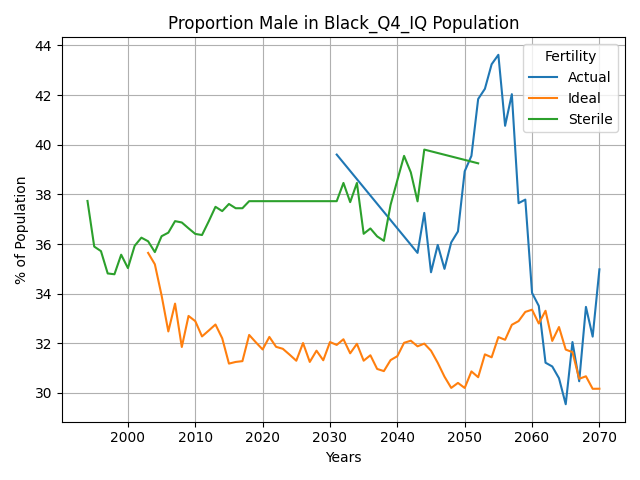 Proportion Male in Black_Q4_IQ Population
Fertility
Actual
Ideal
Sterile
% of Population
44
42
40
38
36
34
32
30
2000
2010
2020
2030
2040
2050
2060
2070
Years